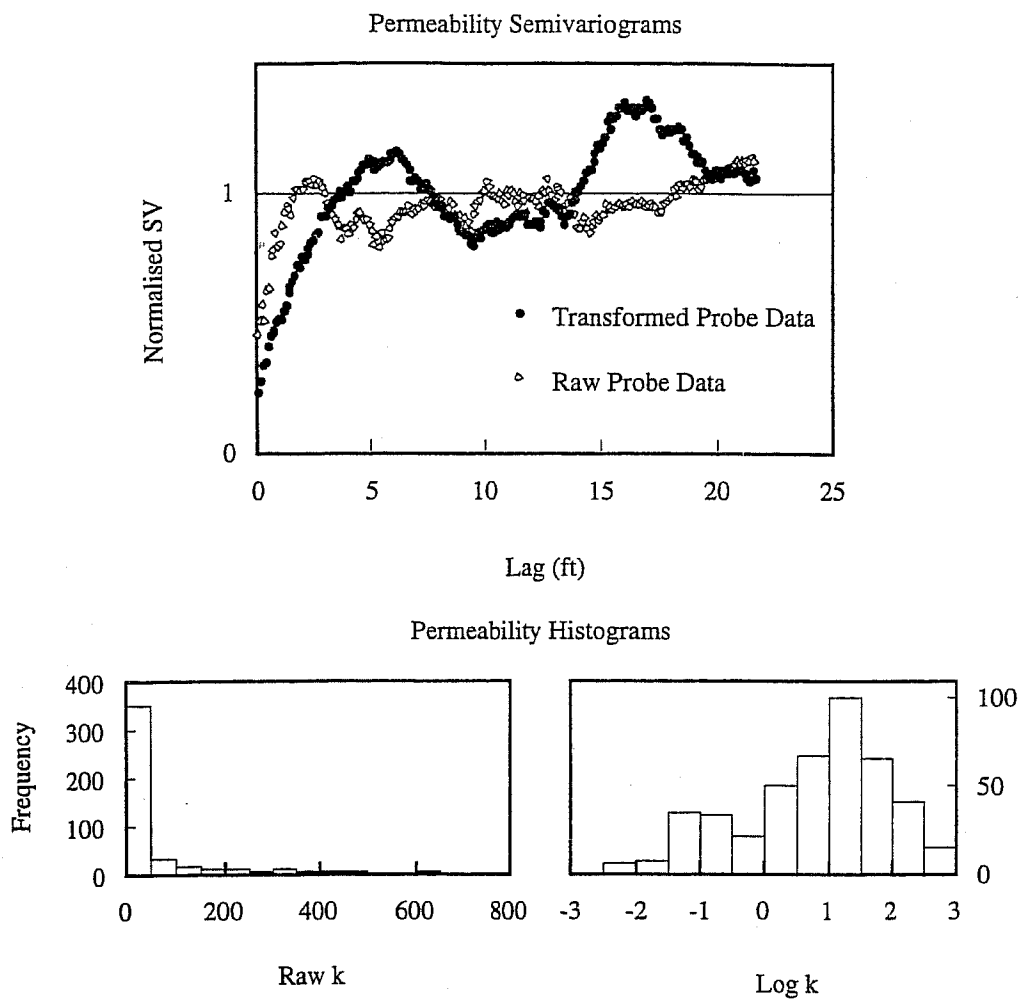 Permeability Semivariograms
Normalised SV
1
0
Transformed Probe Data
Raw Probe Data
0 5 10 15 20 25
Lag (ft)
Permeability Histograms
Frequency
400
300
200
100
0
0 200 400 600 800
Raw k
100
50
0
-3 -2 -1 0 1 2 3
Log k